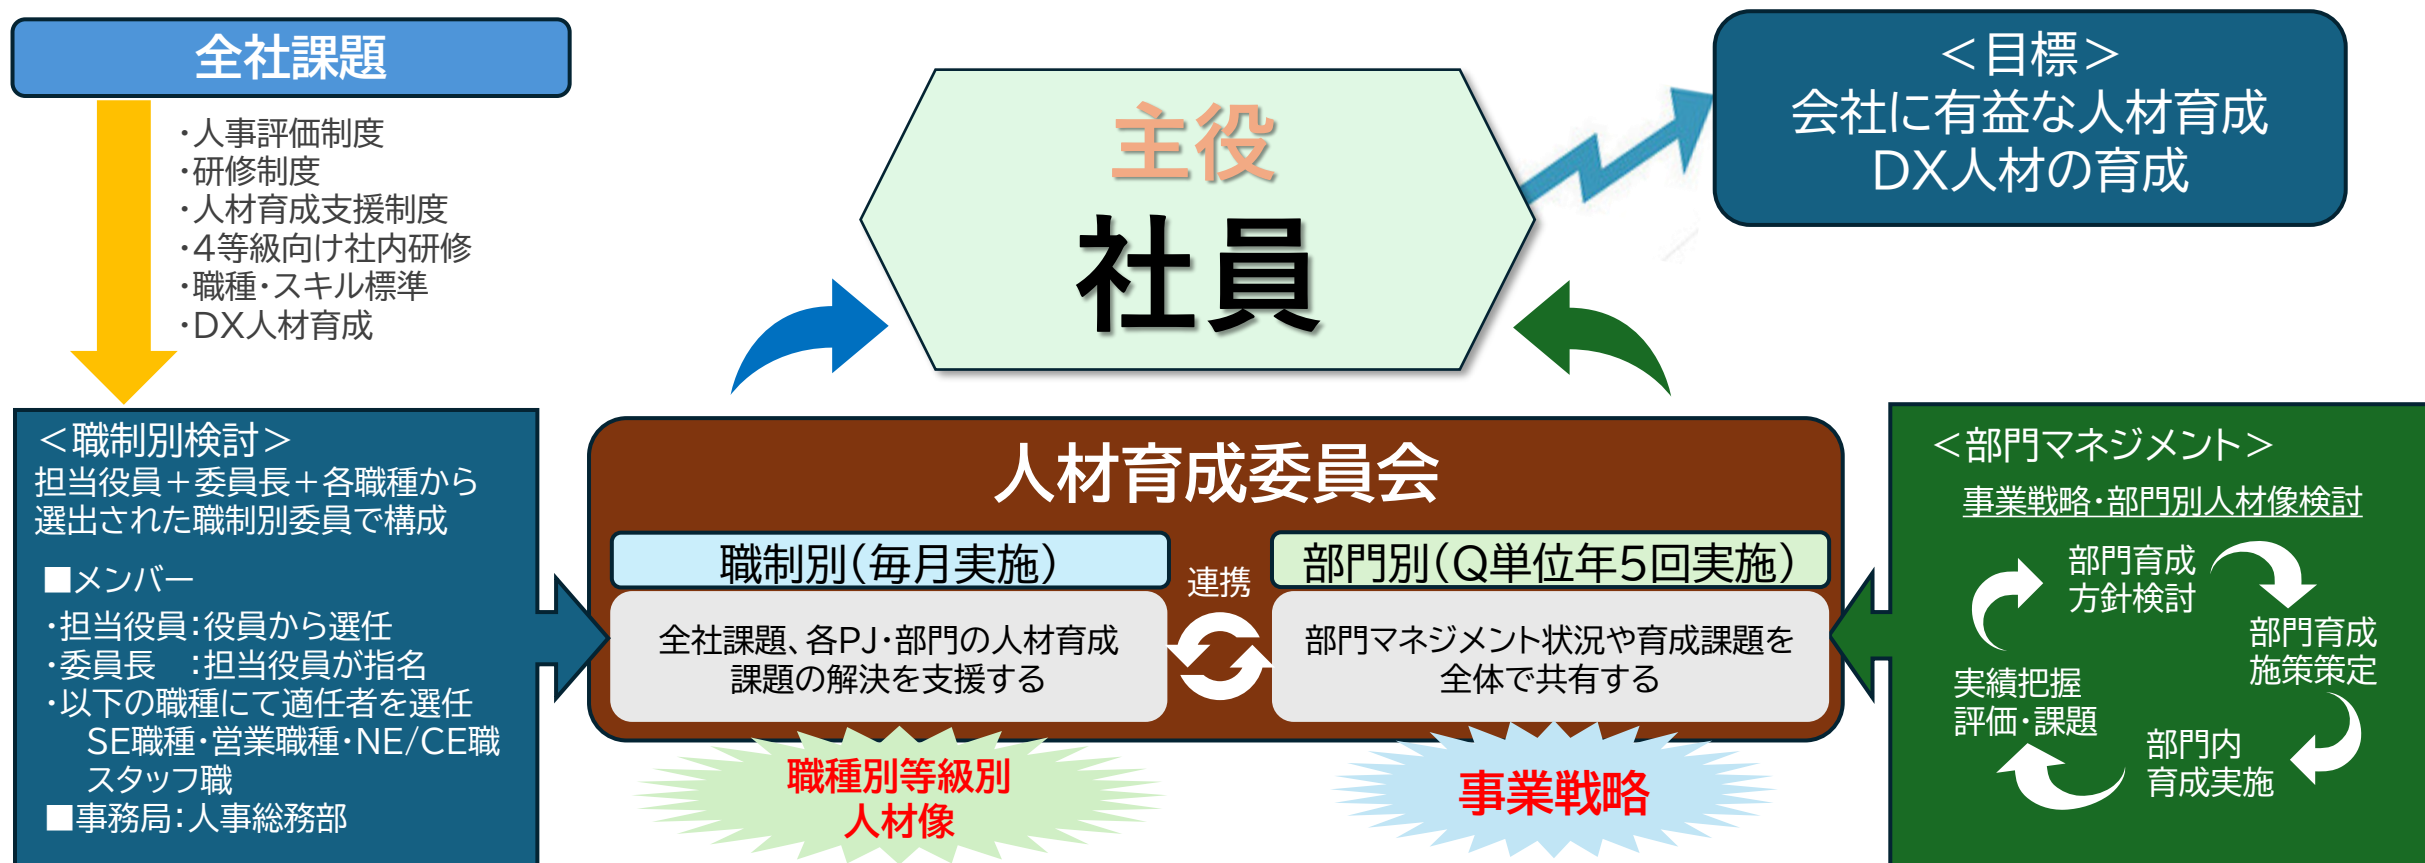 全社課題
・人事評価制度
・研修制度
・人材育成支援制度
・4等級向け社内研修
・職種・スキル標準
・DX人材育成
主役
社員
＜目標＞
会社に有益な人材育成
DX人材の育成
＜職制別検討＞
担当役員＋委員長＋各職種から
選出された職制別委員で構成
■メンバー
・担当役員：役員から選任
・委員長　：担当役員が指名
・以下の職種にて適任者を選任
SE職種・営業職種・NE/CE職
スタッフ職
■事務局：人事総務部
人材育成委員会
職制別（毎月実施）
全社課題、各PJ・部門の人材育成
課題の解決を支援する
連携
部門別（Q単位年5回実施）
部門マネジメント状況や育成課題を
全体で共有する
職種別等級別
人材像
事業戦略
＜部門マネジメント＞
事業戦略・部門別人材像検討
部門育成
方針検討
部門育成
施策策定
部門内
育成実施
実績把握
評価・課題